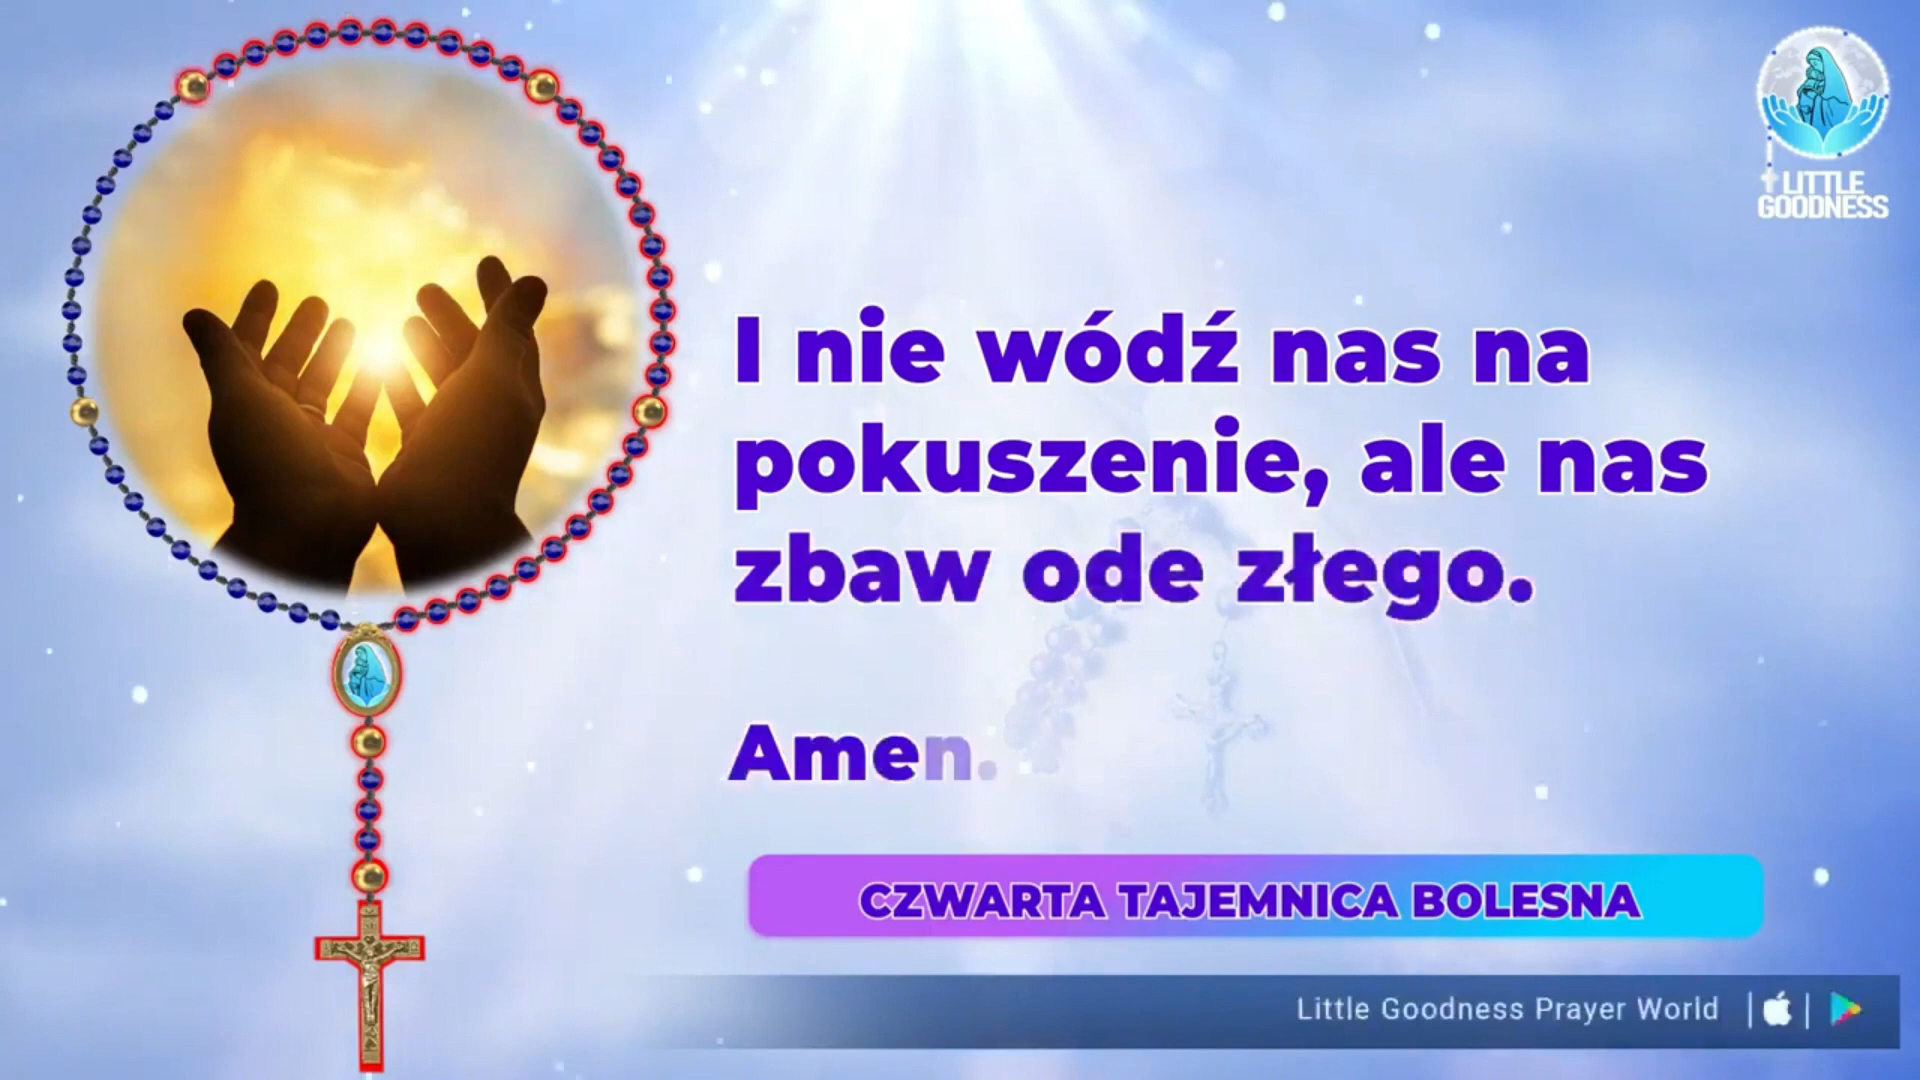 LITTLE
GOODNESS
I nie wódź nas na
pokuszenie, ale nas
zbaw ode złego.
Amen.
CZWARTA TAJEMNICA BOLESNA
Little Goodness Prayer World